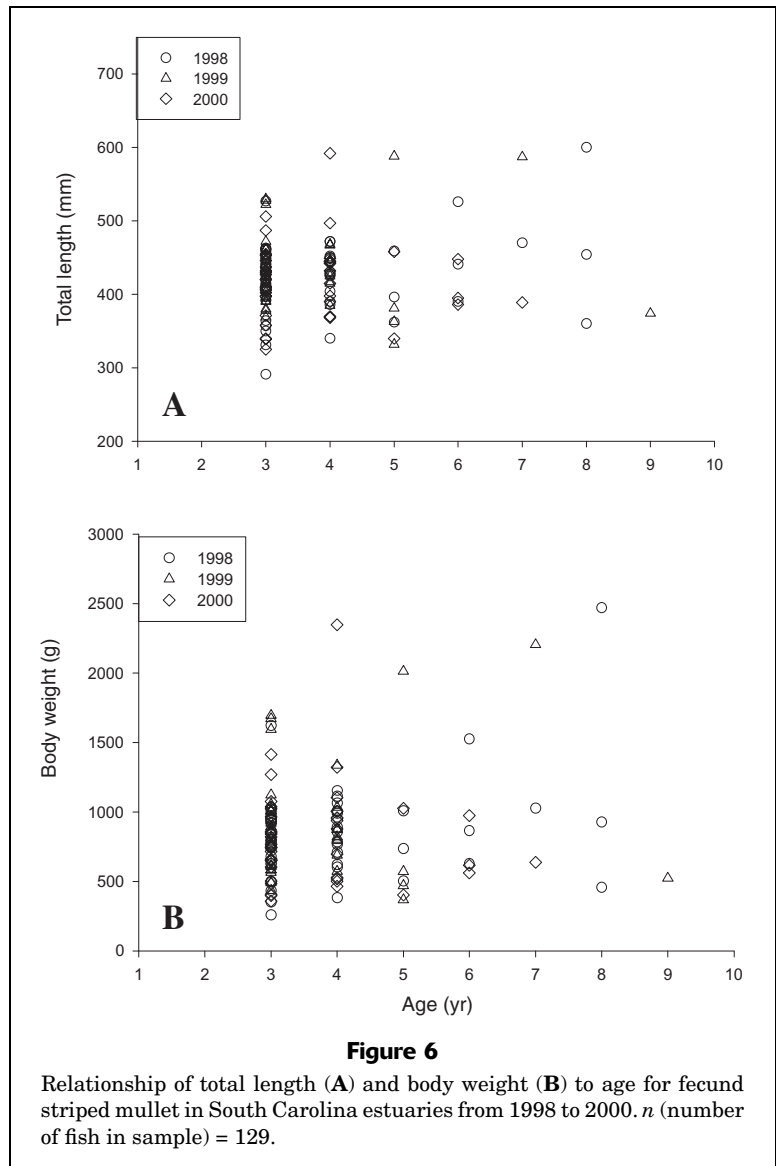 1998
1999
2000
700
600
500
400
300
200
Total length (mm)
A
1 2 3 4 5 6 7 8 9 10
3000
2500
2000
1500
1000
500
0
1998
1999
2000
Body weight (g)
B
1 2 3 4 5 6 7 8 9 10
Age (yr)
Figure 6
Relationship of total length (A) and body weight (B) to age for fecund
striped mullet in South Carolina estuaries from 1998 to 2000. n (number
of fish in sample) = 129.